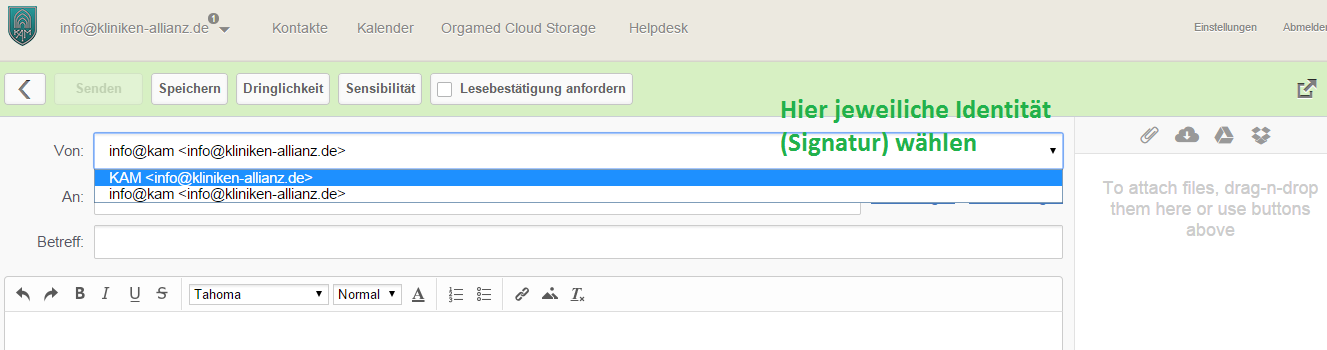 KAM
info@kliniken-allianz.de 1 Kontakte Kalender Orgamed Cloud Storage Helpdesk Einstellungen Abmelden
Senden Speichern Dringlichkeit Sensibilität Lesebestätigung anfordern
Hier jeweiliche Identität
(Signatur) wählen
Von: info@kam <info@kliniken-allianz.de>
KAM <info@kliniken-allianz.de>
info@kam <info@kliniken-allianz.de>
An:
To attach files, drag-n-drop
them here or use buttons
above
Betreff:
B I U S Tahoma Normal A